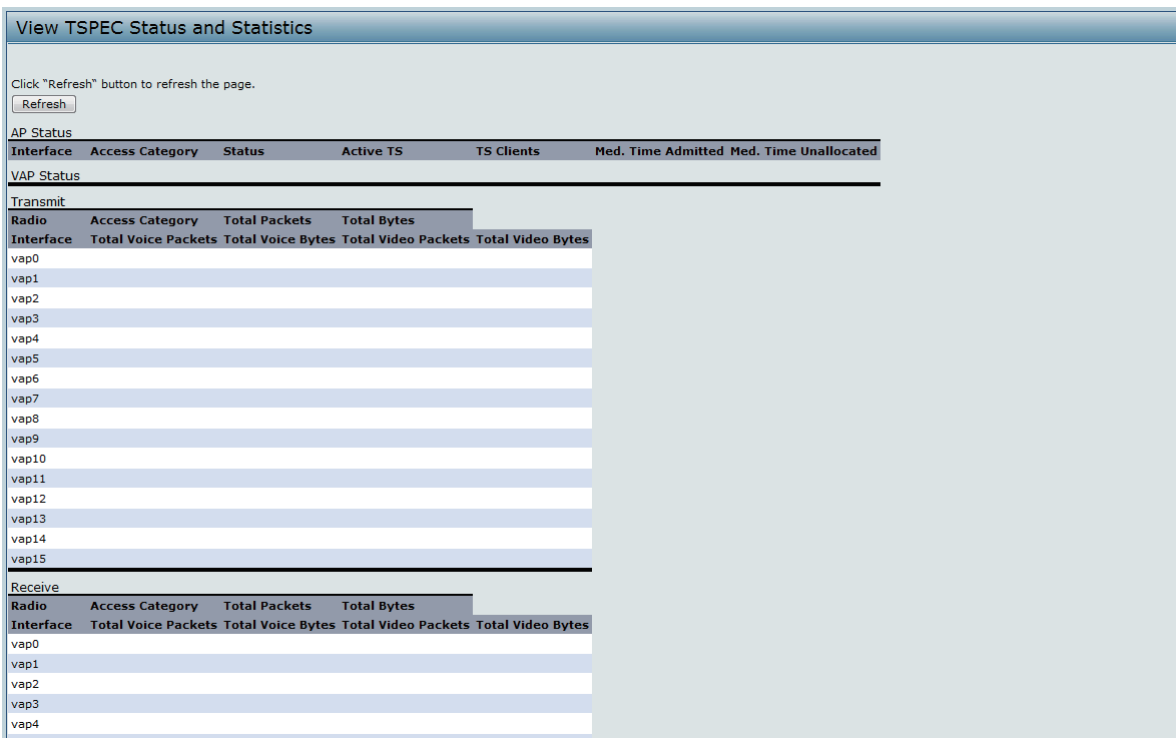 View TSPEC Status and Statistics
Click "Refresh" button to refresh the page.
Refresh
AP Status
Interface Access Category Status Active TS TS Clients Med. Time Admitted Med. Time Unallocated
VAP Status
Transmit
Radio Access Category Total Packets Total Bytes
Interface Total Voice Packets Total Voice Bytes Total Video Packets Total Video Bytes
vap0
vap1
vap2
vap3
vap4
vap5
vap6
vap7
vap8
vap9
vap10
vap11
vap12
vap13
vap14
vap15
Receive
Radio Access Category Total Packets Total Bytes
Interface Total Voice Packets Total Voice Bytes Total Video Packets Total Video Bytes
vap0
vap1
vap2
vap3
vap4